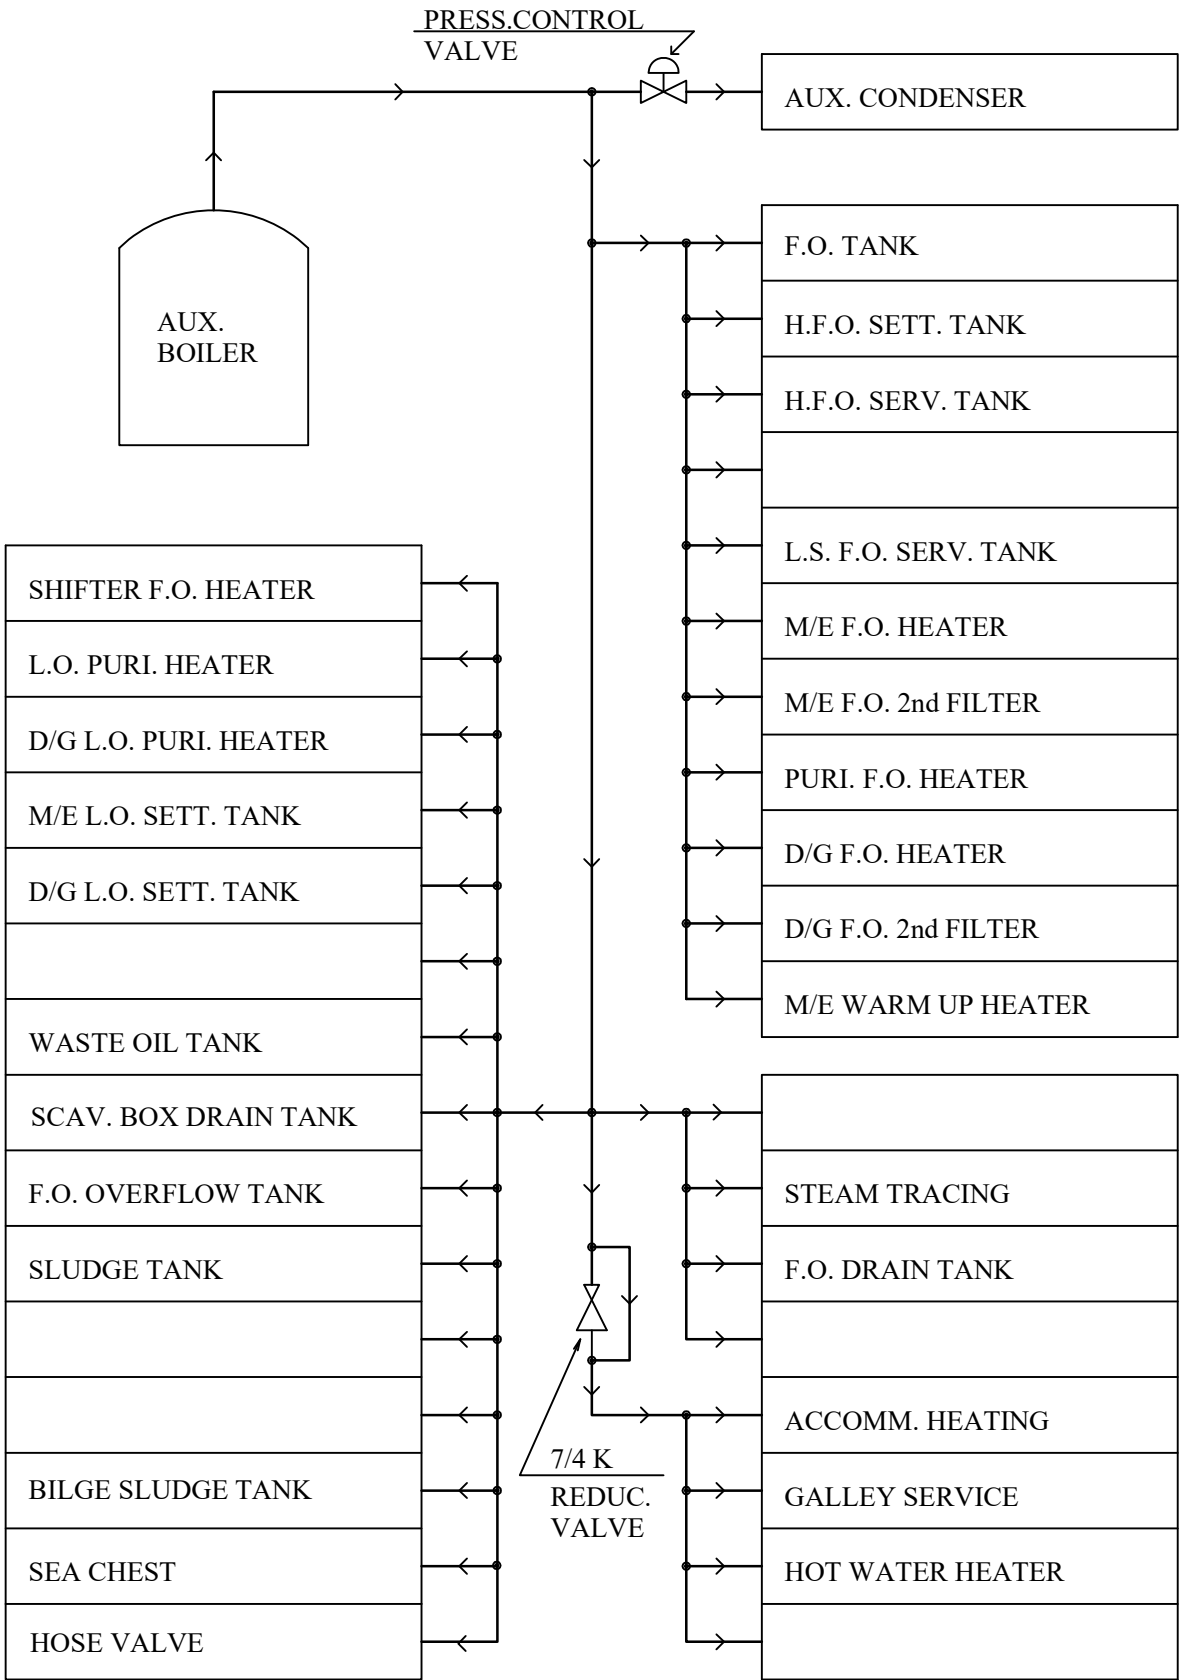 PRESS.CONTROL
VALVE
AUX. CONDENSER
AUX.
BOILER
F.O. TANK
H.F.O. SETT. TANK
H.F.O. SERV. TANK
L.S. F.O. SERV. TANK
M/E F.O. HEATER
M/E F.O. 2nd FILTER
PURI. F.O. HEATER
D/G F.O. HEATER
D/G F.O. 2nd FILTER
M/E WARM UP HEATER
SHIFTER F.O. HEATER
L.O. PURI. HEATER
D/G L.O. PURI. HEATER
M/E L.O. SETT. TANK
D/G L.O. SETT. TANK
WASTE OIL TANK
SCAV. BOX DRAIN TANK
F.O. OVERFLOW TANK
SLUDGE TANK
BILGE SLUDGE TANK
SEA CHEST
HOSE VALVE
7/4 K
REDUC.
VALVE
STEAM TRACING
F.O. DRAIN TANK
ACCOMM. HEATING
GALLEY SERVICE
HOT WATER HEATER